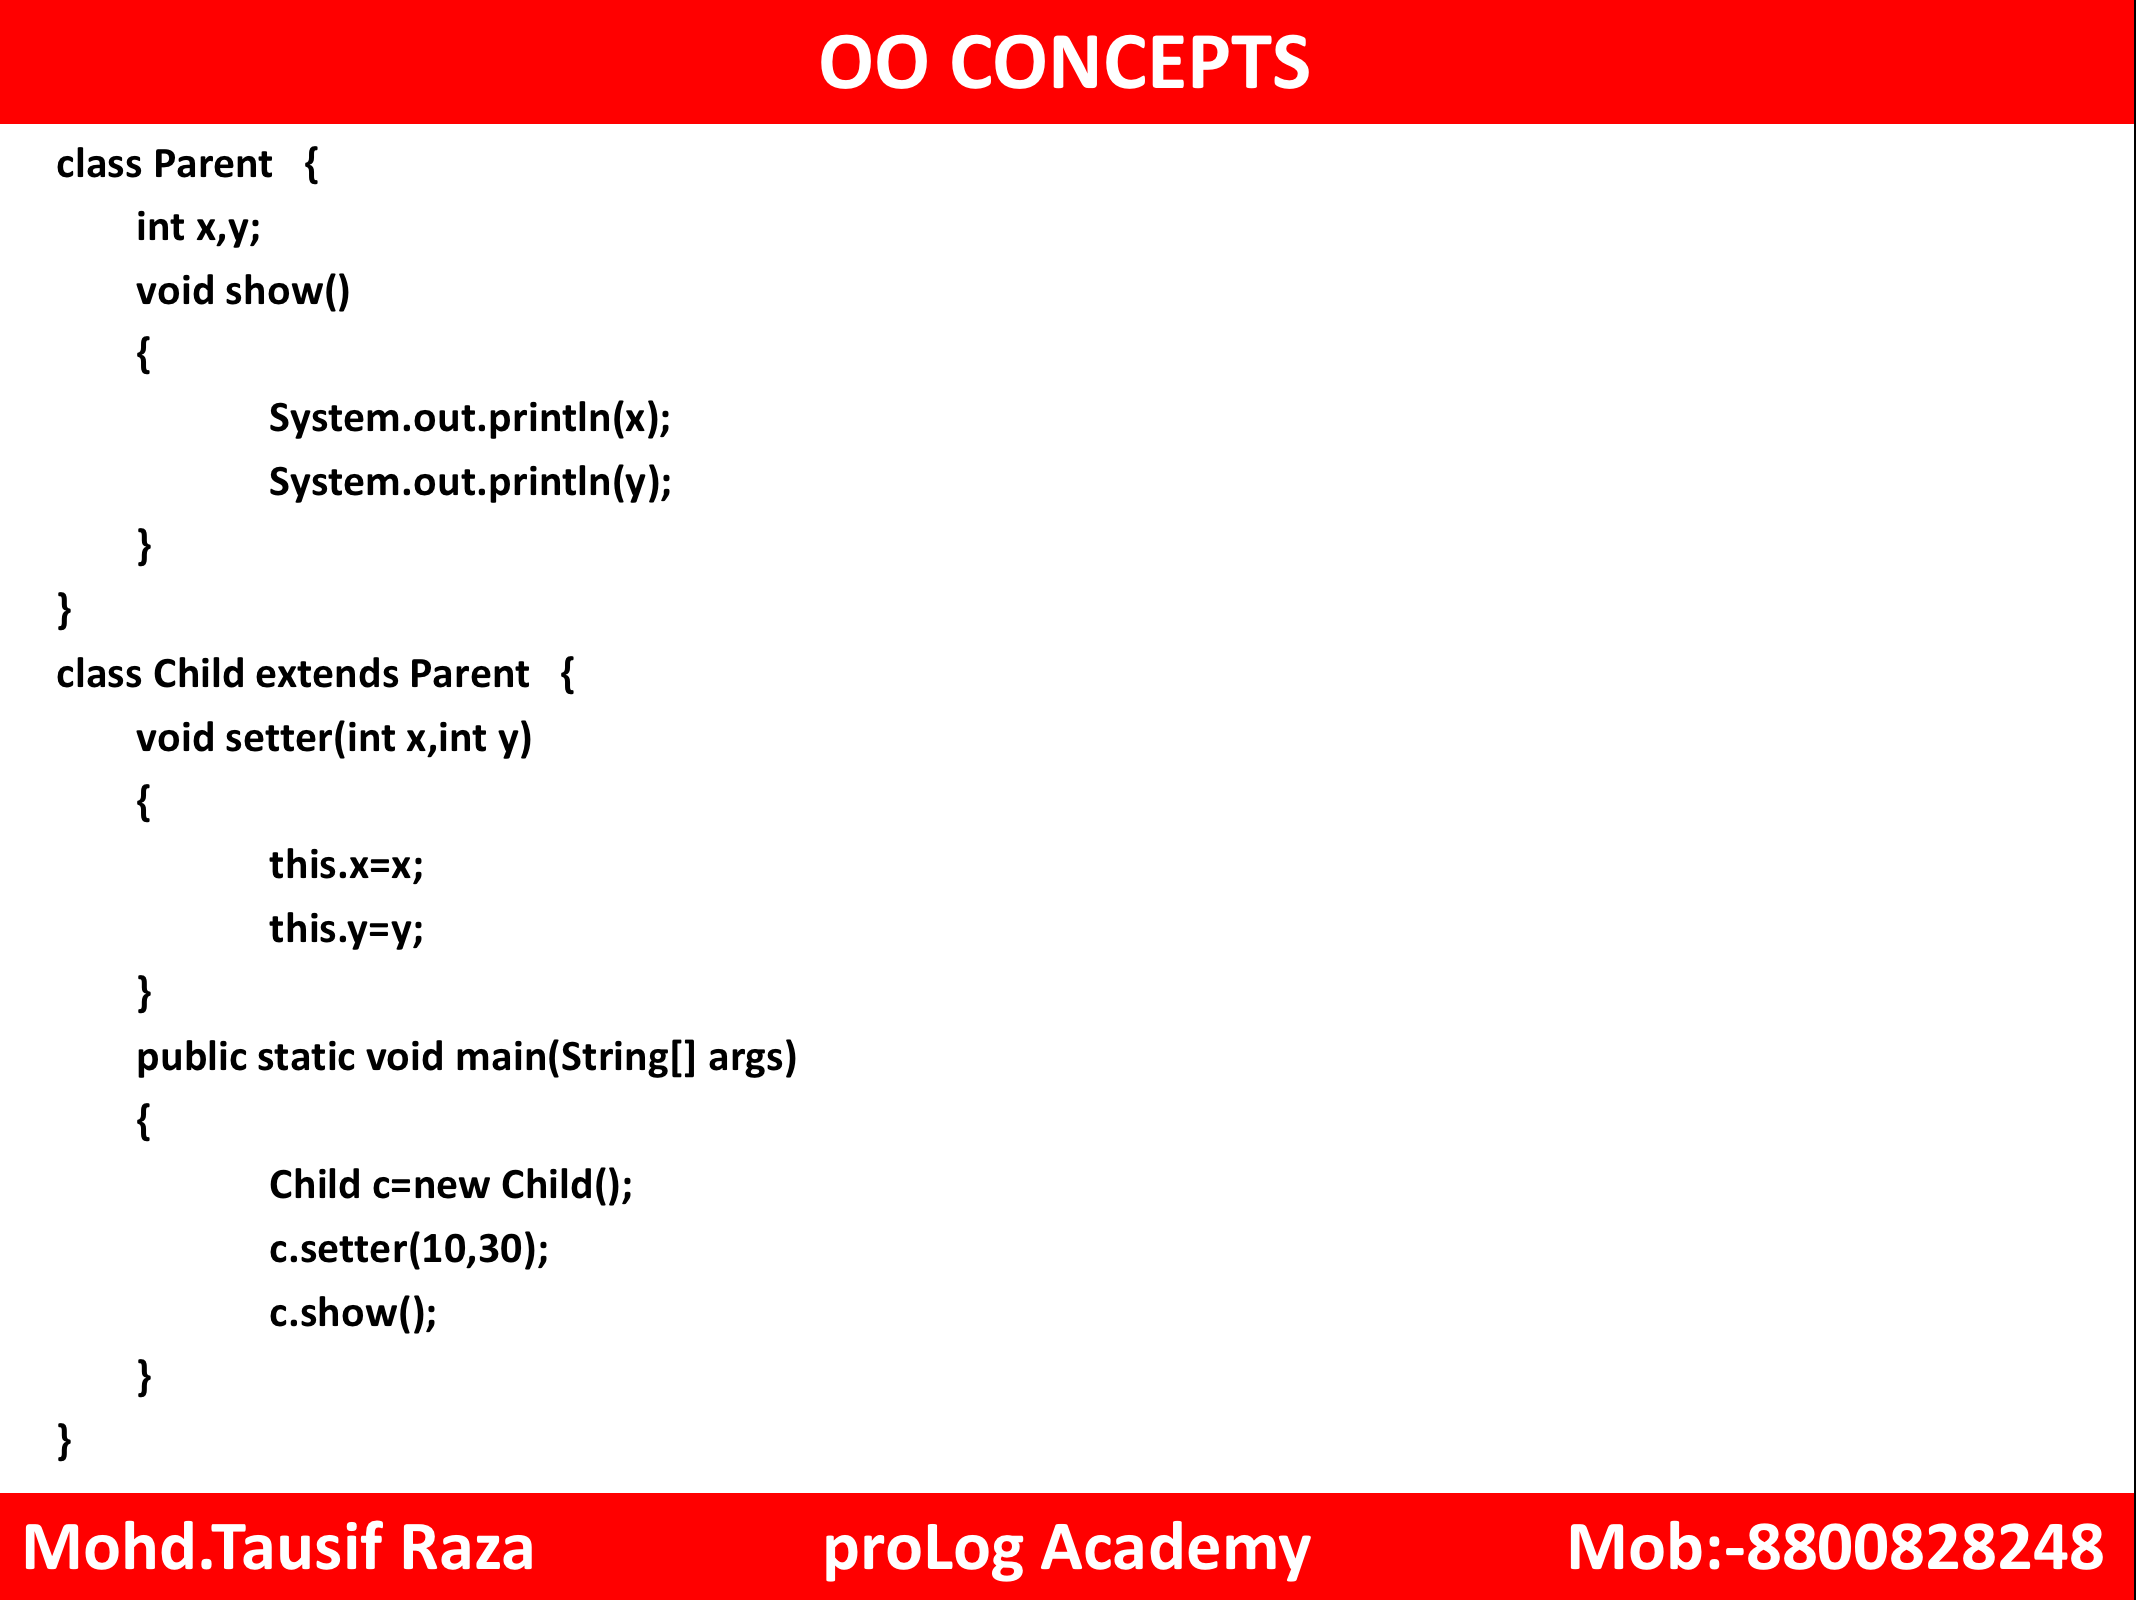 OO CONCEPTS
class Parent {
int x,y;
void show()
{
System.out.println(x);
System.out.println(y);
}
}
class Child extends Parent {
void setter(int x,int y)
{
this.x=x;
this.y=y;
}
public static void main(String[] args)
{
Child c=new Child();
c.setter(10,30);
c.show();
}
}
Mohd.Tausif Raza proLog Academy Mob:-8800828248